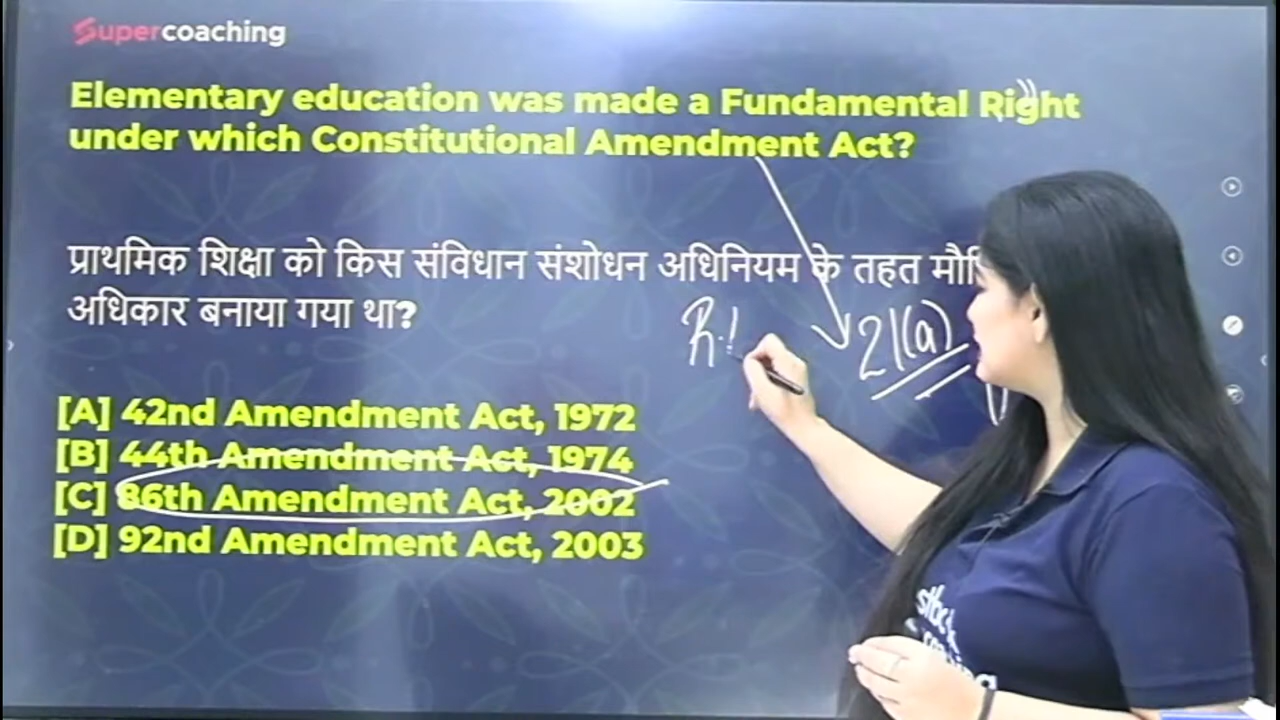 Supercoaching
Elementary education was made a Fundamental Right
under which Constitutional Amendment Act?
प्राथमिक शिक्षा को किस संविधान संशोधन अधिनियम के तहत
अधिकार बनाया गया था?
21(a)
[A] 42nd Amendment Act, 1972
[B] 44th Amendment Act, 1974
[C] 86th Amendment Act, 2002
[D] 92nd Amendment Act, 2003